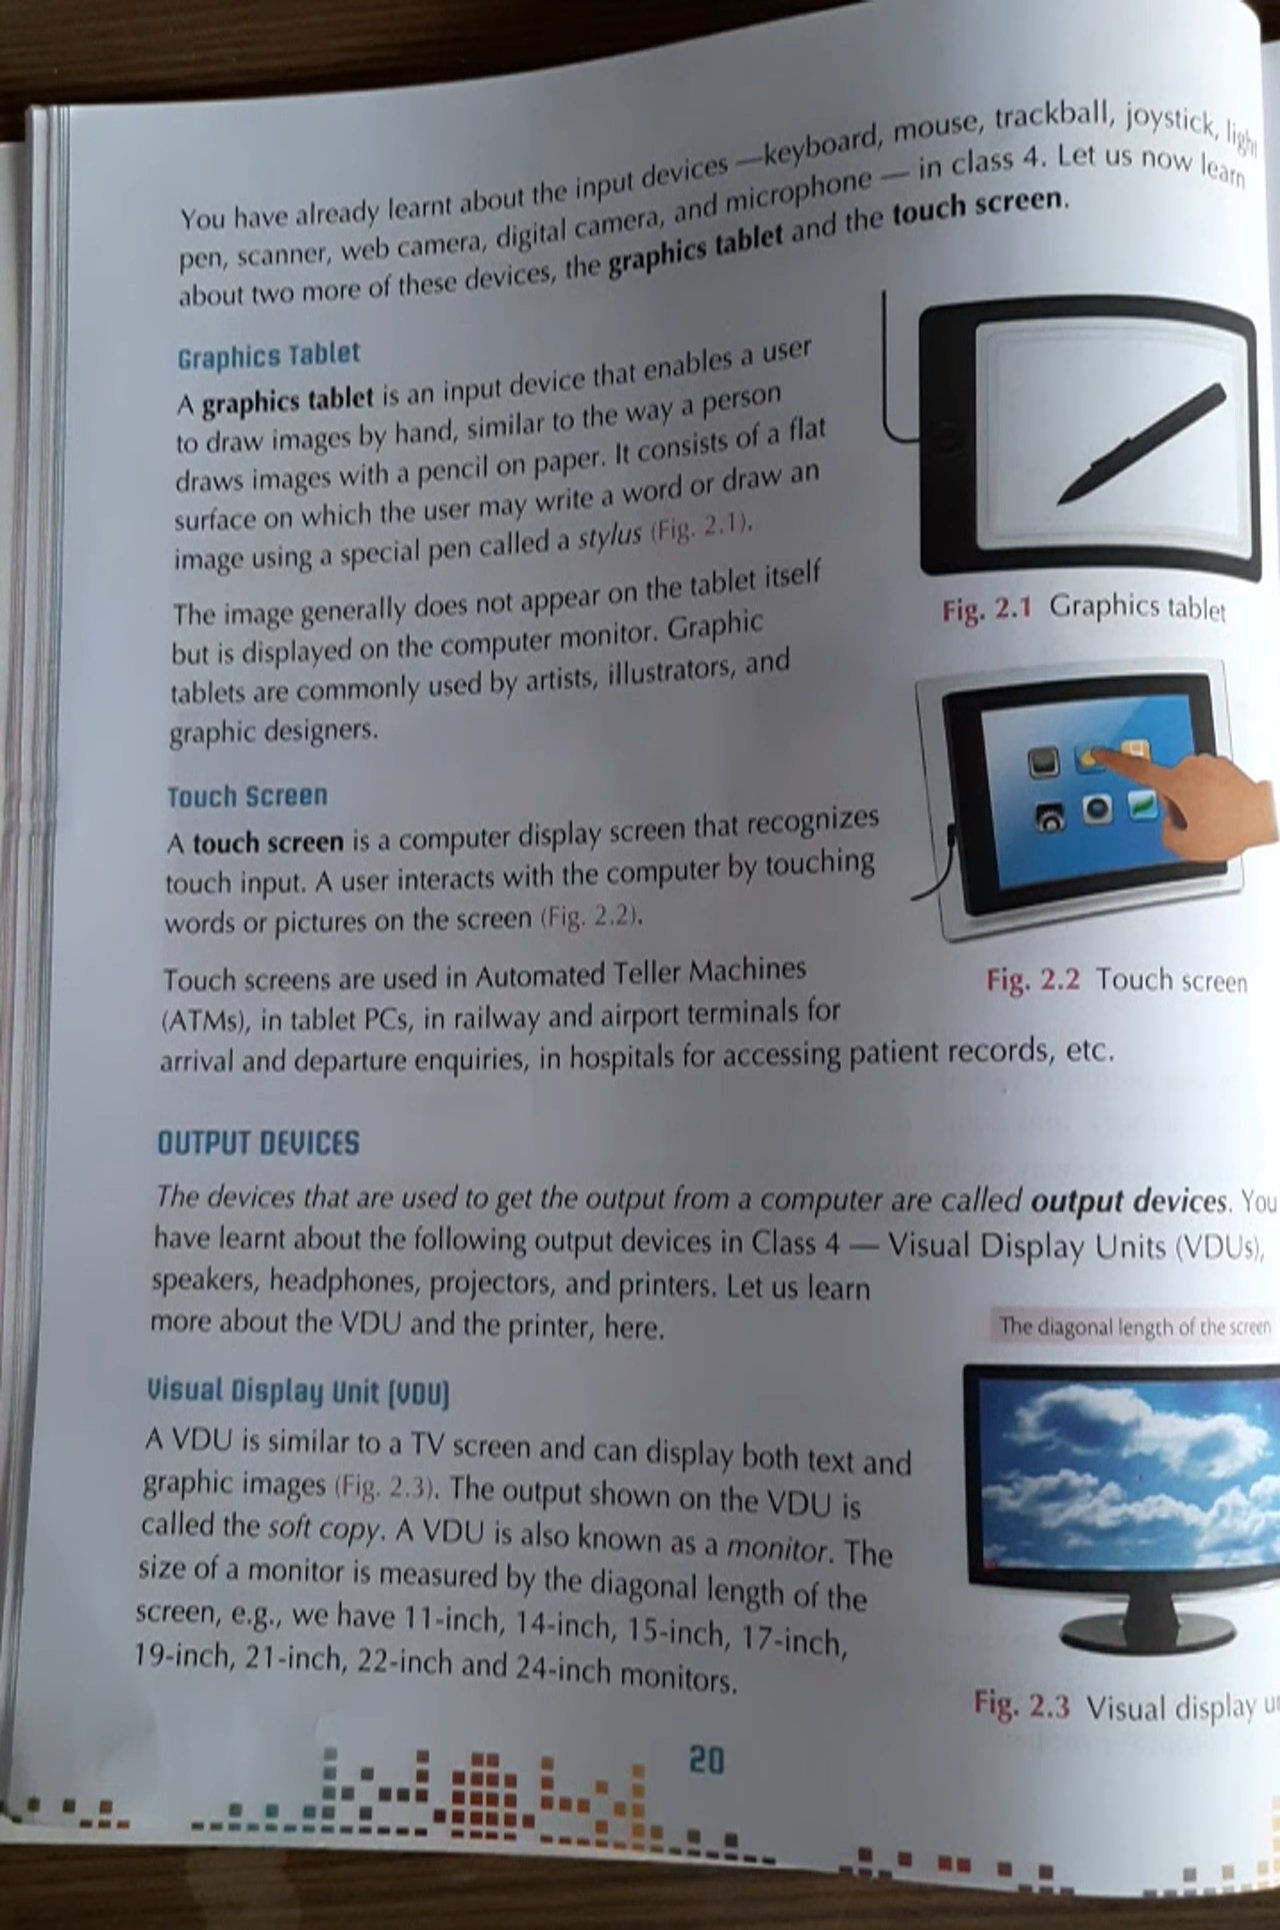 You have already learnt about the input devices —keyboard, mouse, trackball, joystick, light
pen, scanner, web camera, digital camera, and microphone — in class 4. Let us now learn
about two more of these devices, the graphics tablet and the touch screen.
Graphics Tablet
A graphics tablet is an input device that enables a user
to draw images by hand, similar to the way a person
draws images with a pencil on paper. It consists of a flat
surface on which the user may write a word or draw an
image using a special pen called a stylus (Fig. 2.1).
The image generally does not appear on the tablet itself
but is displayed on the computer monitor. Graphic
tablets are commonly used by artists, illustrators, and
graphic designers.
Fig. 2.1 Graphics tablet
Touch Screen
A touch screen is a computer display screen that recognizes
touch input. A user interacts with the computer by touching
words or pictures on the screen (Fig. 2.2).
Touch screens are used in Automated Teller Machines
(ATMs), in tablet PCs, in railway and airport terminals for
arrival and departure enquiries, in hospitals for accessing patient records, etc.
Fig. 2.2 Touch screen
OUTPUT DEVICES
The devices that are used to get the output from a computer are called output devices. You
have learnt about the following output devices in Class 4 — Visual Display Units (VDUs),
speakers, headphones, projectors, and printers. Let us learn
more about the VDU and the printer, here.
The diagonal length of the screen
Visual Display Unit (VDU)
A VDU is similar to a TV screen and can display both text and
graphic images (Fig. 2.3). The output shown on the VDU is
called the soft copy. A VDU is also known as a monitor. The
size of a monitor is measured by the diagonal length of the
screen, e.g., we have 11-inch, 14-inch, 15-inch, 17-inch,
19-inch, 21-inch, 22-inch and 24-inch monitors.
Fig. 2.3 Visual display
20